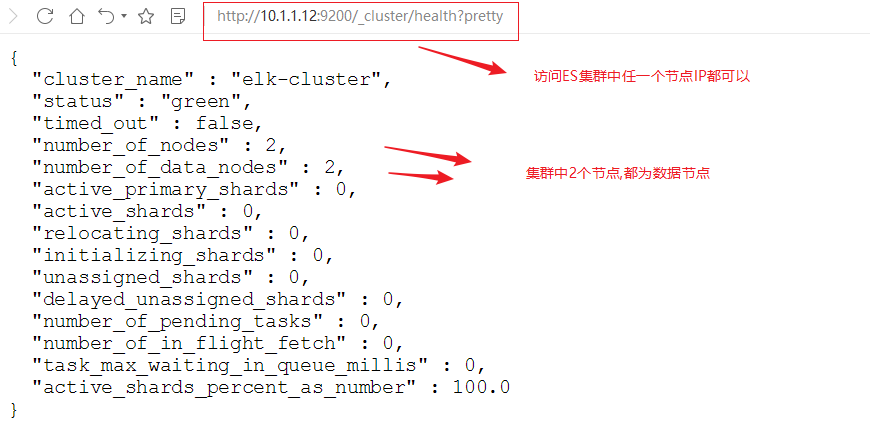 http://10.1.1.12:9200/_cluster/health?pretty
访问ES集群中任一个节点IP都可以
{
"cluster_name" : "elk-cluster",
"status" : "green",
"timed_out" : false,
"number_of_nodes" : 2,
"number_of_data_nodes" : 2,
集群中2个节点,都为数据节点
"active_primary_shards" : 0,
"active_shards" : 0,
"relocating_shards" : 0,
"initializing_shards" : 0,
"unassigned_shards" : 0,
"delayed_unassigned_shards" : 0,
"number_of_pending_tasks" : 0,
"number_of_in_flight_fetch" : 0,
"task_max_waiting_in_queue_millis" : 0,
"active_shards_percent_as_number" : 100.0
}